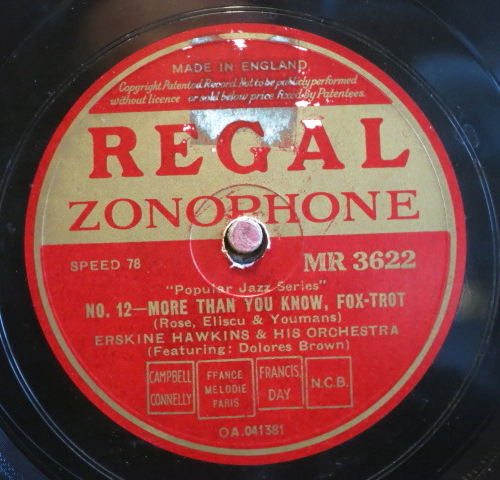 MADE IN ENGLAND
Copyright. Patented Record. Not to be publicly performed
without licence or sold below price fixed By Patentees.
REGAL
ZONOPHONE
SPEED 78
MR 3622
"Popular Jazz Series"
NO. 12—MORE THAN YOU KNOW, FOX-TROT
(Rose, Eliscu & Youmans)
ERSKINE HAWKINS & HIS ORCHESTRA
(Featuring: Dolores Brown)
CAMPBELL
CONNELLY
FRANCE
MELODIE
PARIS
FRANCIS
DAY
N.C.B.
OA.041381